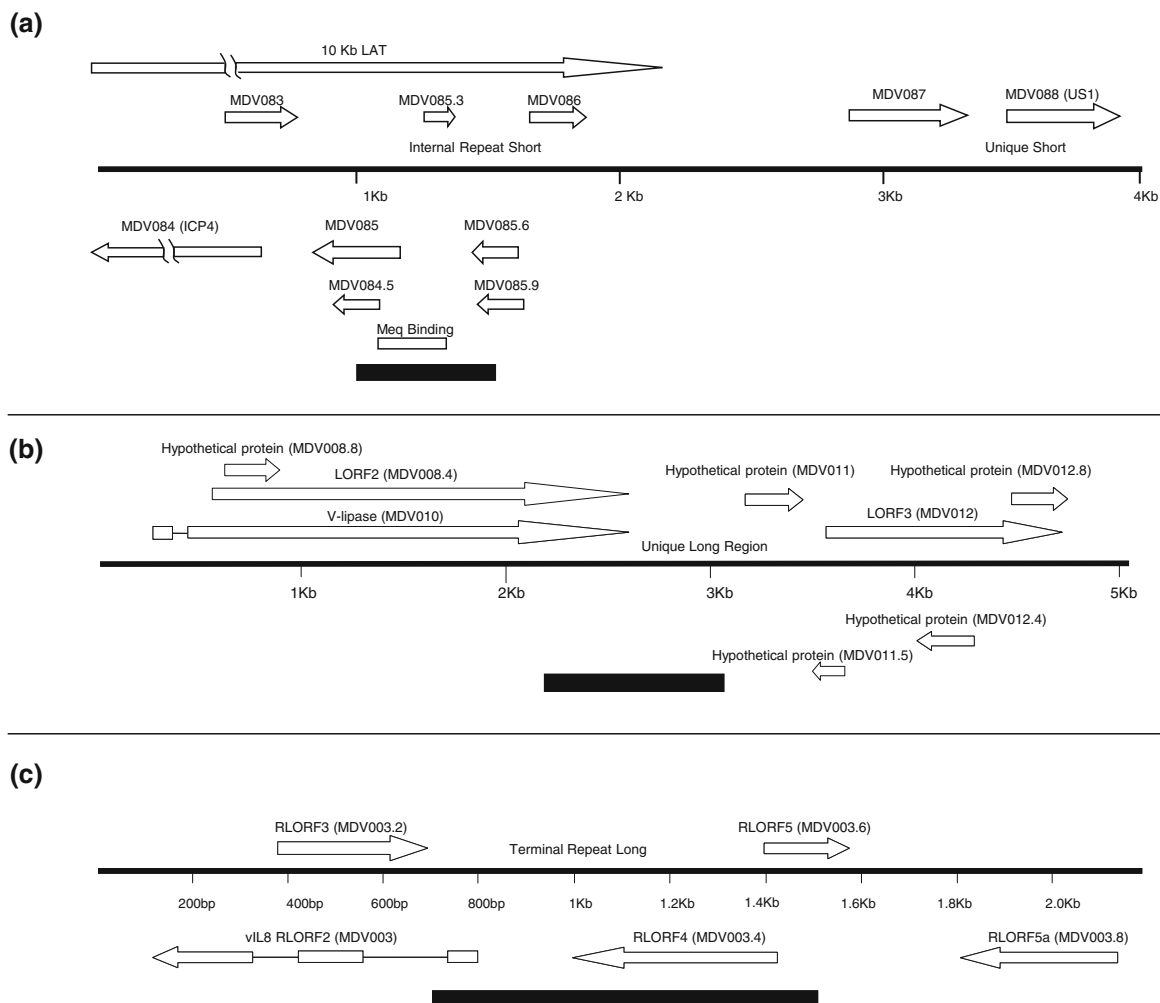 (a)
10 Kb LAT
MDV083
MDV085.3
MDV086
MDV087
MDV088 (US1)
Internal Repeat Short
Unique Short
1Kb
2 Kb
3Kb
4Kb
MDV084 (ICP4)
MDV085
MDV085.6
MDV084.5
MDV085.9
Meq Binding
(b)
Hypothetical protein (MDV008.8)
LORF2 (MDV008.4)
Hypothetical protein (MDV011)
Hypothetical protein (MDV012.8)
V-lipase (MDV010)
LORF3 (MDV012)
Unique Long Region
1Kb
2Kb
3Kb
4Kb
5Kb
Hypothetical protein (MDV012.4)
Hypothetical protein (MDV011.5)
(c)
RLORF3 (MDV003.2)
Terminal Repeat Long
RLORF5 (MDV003.6)
200bp
400bp
600bp
800bp
1Kb
1.2Kb
1.4Kb
1.6Kb
1.8Kb
2.0Kb
vIL8 RLORF2 (MDV003)
RLORF4 (MDV003.4)
RLORF5a (MDV003.8)